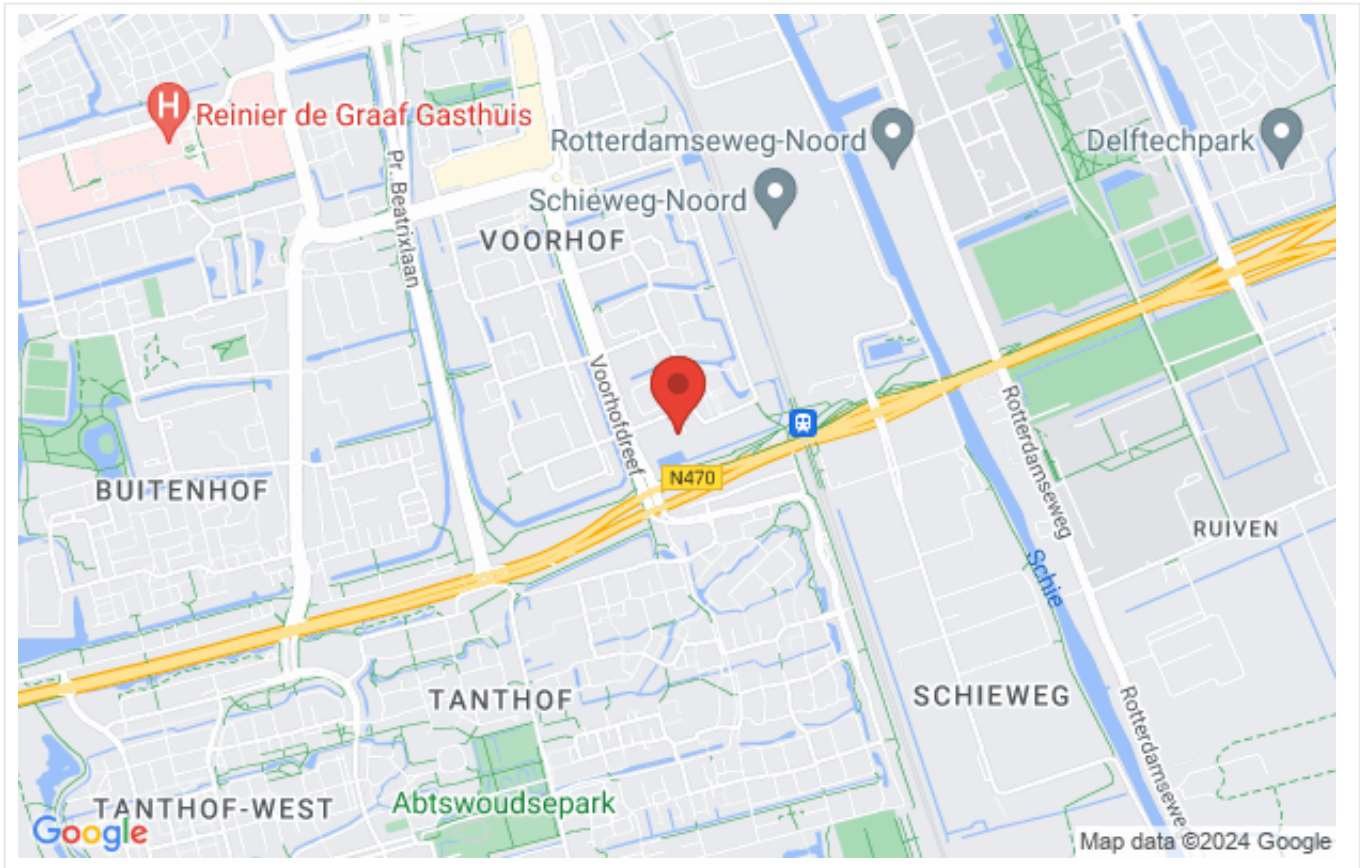 H
Reinier de Graaf Gasthuis
Rotterdamseweg-Noord
Delftechpark
Pr. Beatrixlaan
Schieweg-Noord
VOORHOF
Voorhofdreef
Rotterdamseweg
N470
BUITENHOF
RUIVEN
Schie
TANTHOF
SCHIEWEG
Rotterdamsewe
TANTHOF-WEST
Abtswoudsepark
Google
Map data ©2024 Google